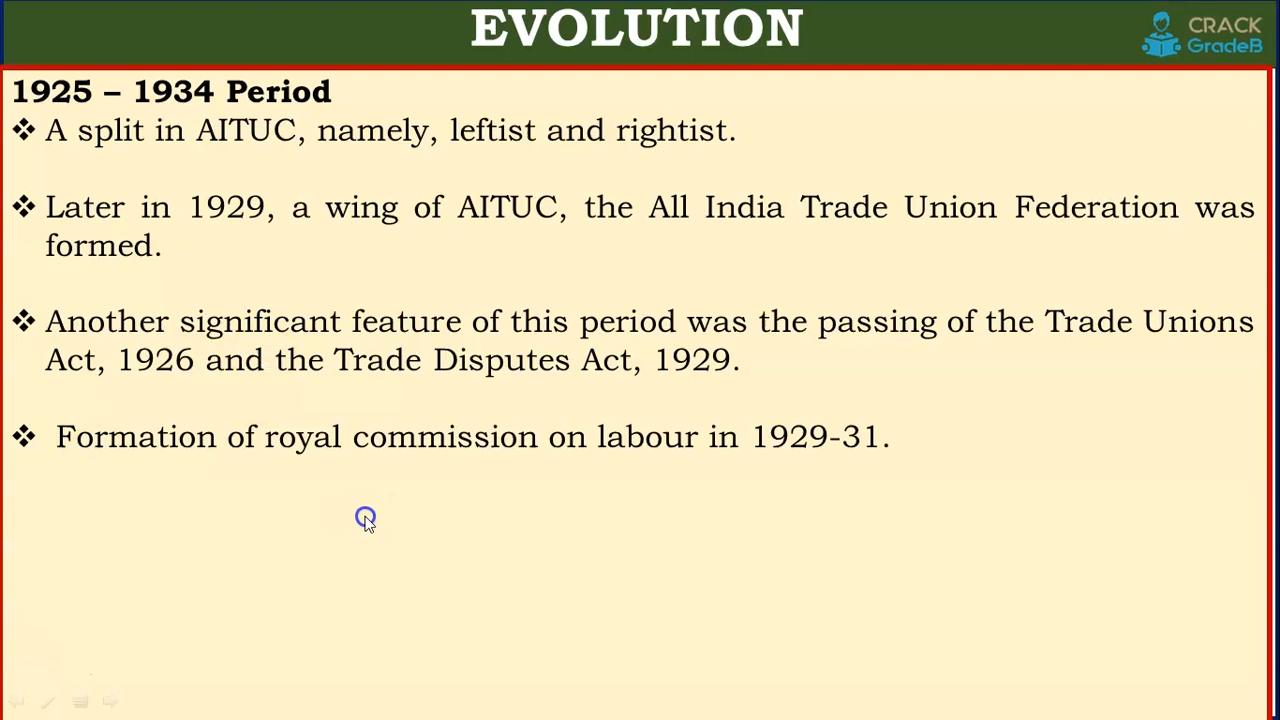 EVOLUTION
CRACK
GradeB
1925 – 1934 Period
❖ A split in AITUC, namely, leftist and rightist.
❖ Later in 1929, a wing of AITUC, the All India Trade Union Federation was
formed.
❖ Another significant feature of this period was the passing of the Trade Unions
Act, 1926 and the Trade Disputes Act, 1929.
❖ Formation of royal commission on labour in 1929-31.